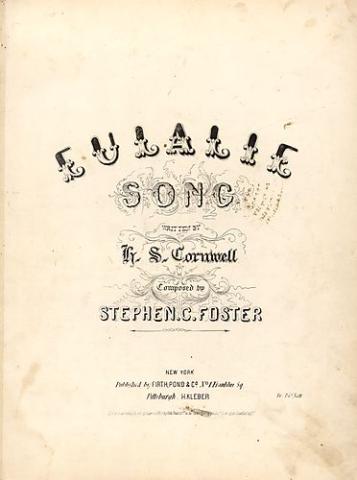 EULALIE
SONG
WRITTEN BY
H. S. Cornwell
Composed by
STEPHEN. C. FOSTER
NEW YORK
Published by FIRTH, POND & Co. No. 1 Franklin Sq
Pittsburgh H. KLEBER